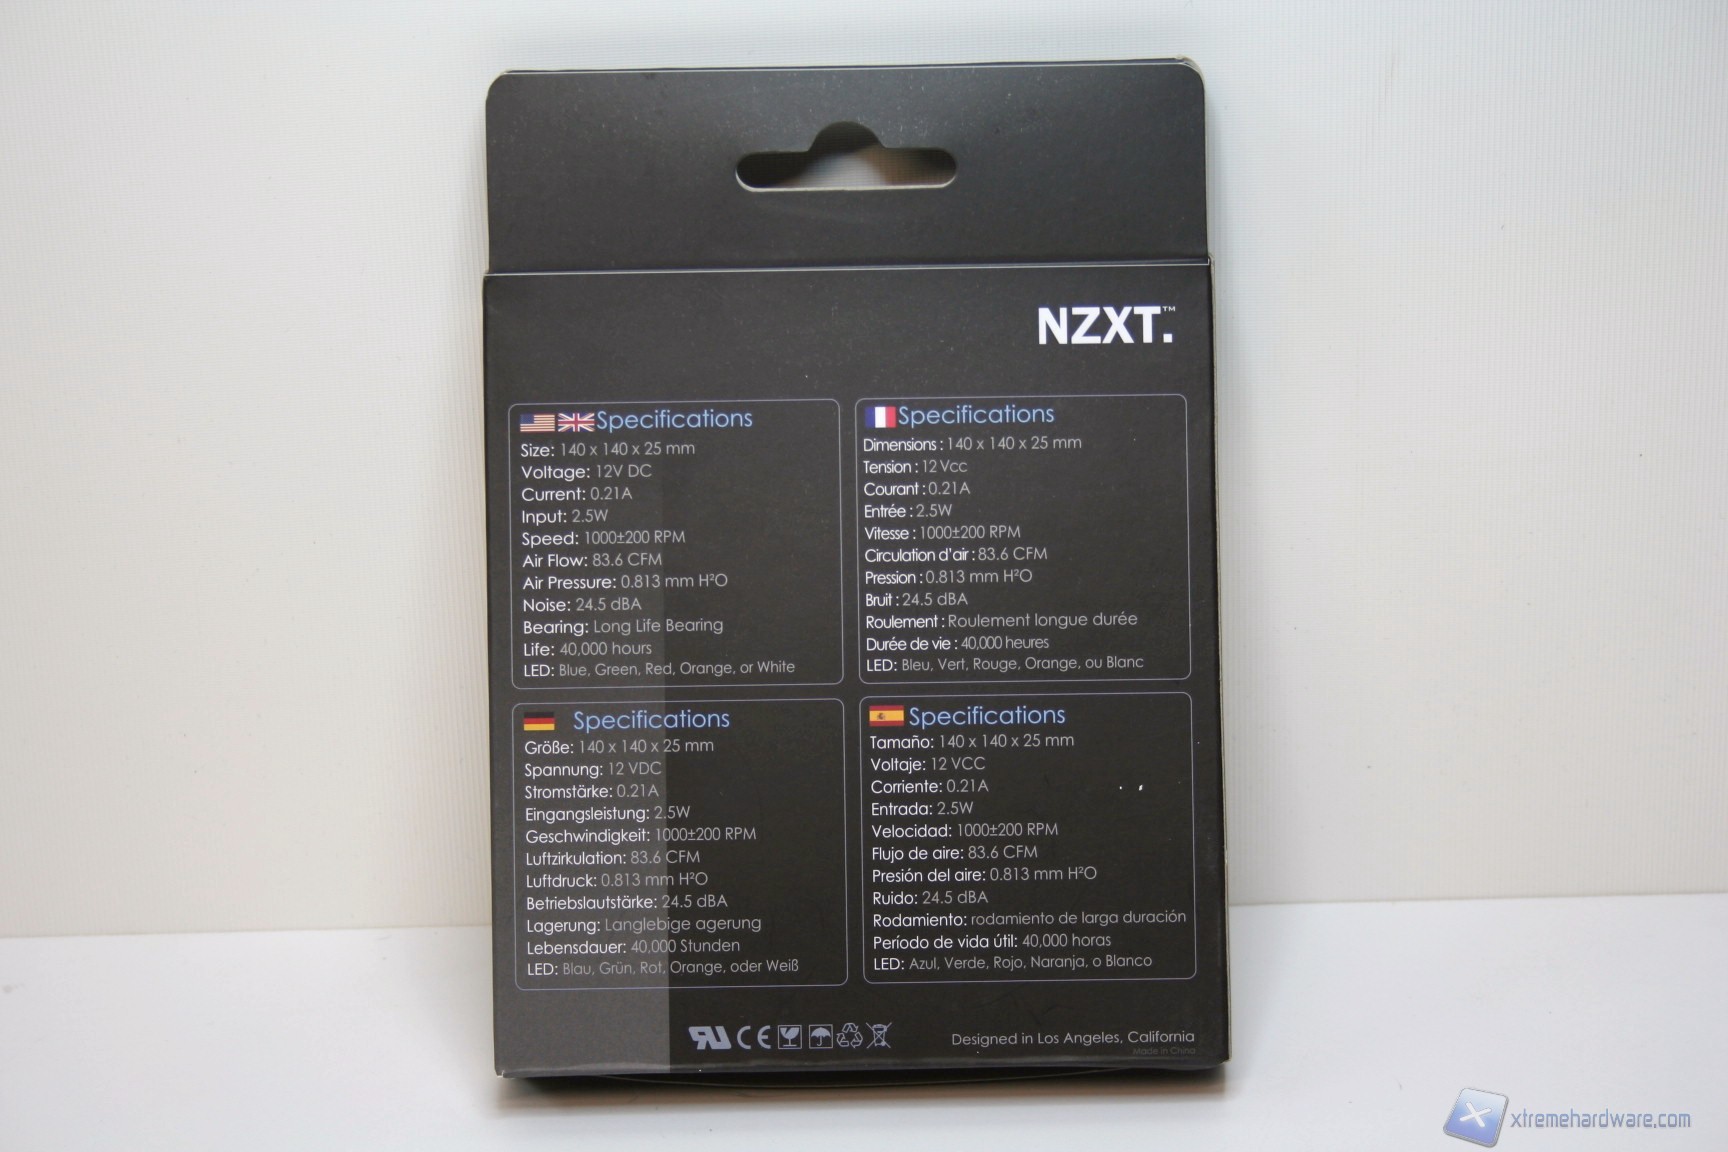 NZXT.™
Specifications
Size: 140 x 140 x 25 mm
Voltage: 12V DC
Current: 0.21A
Input: 2.5W
Speed: 1000±200 RPM
Air Flow: 83.6 CFM
Air Pressure: 0.813 mm H²O
Noise: 24.5 dBA
Bearing: Long Life Bearing
Life: 40,000 hours
LED: Blue, Green, Red, Orange, or White
Specifications
Dimensions : 140 x 140 x 25 mm
Tension : 12 Vcc
Courant : 0.21A
Entrée : 2.5W
Vitesse : 1000±200 RPM
Circulation d'air : 83.6 CFM
Pression : 0.813 mm H²O
Bruit : 24.5 dBA
Roulement : Roulement longue durée
Durée de vie : 40,000 heures
LED: Bleu, Vert, Rouge, Orange, ou Blanc
Specifications
Größe: 140 x 140 x 25 mm
Spannung: 12 VDC
Stromstärke: 0.21A
Eingangsleistung: 2.5W
Geschwindigkeit: 1000±200 RPM
Luftzirkulation: 83.6 CFM
Luftdruck: 0.813 mm H²O
Betriebslautstärke: 24.5 dBA
Lagerung: Langlebige agerung
Lebensdauer: 40,000 Stunden
LED: Blau, Grün, Rot, Orange, oder Weiß
Specifications
Tamaño: 140 x 140 x 25 mm
Voltaje: 12 VCC
Corriente: 0.21A
Entrada: 2.5W
Velocidad: 1000±200 RPM
Flujo de aire: 83.6 CFM
Presión del aire: 0.813 mm H²O
Ruido: 24.5 dBA
Rodamiento: rodamiento de larga duración
Período de vida útil: 40,000 horas
LED: Azul, Verde, Rojo, Naranja, o Blanco
CE
Designed in Los Angeles, California
Made in China
xtremehardware.com